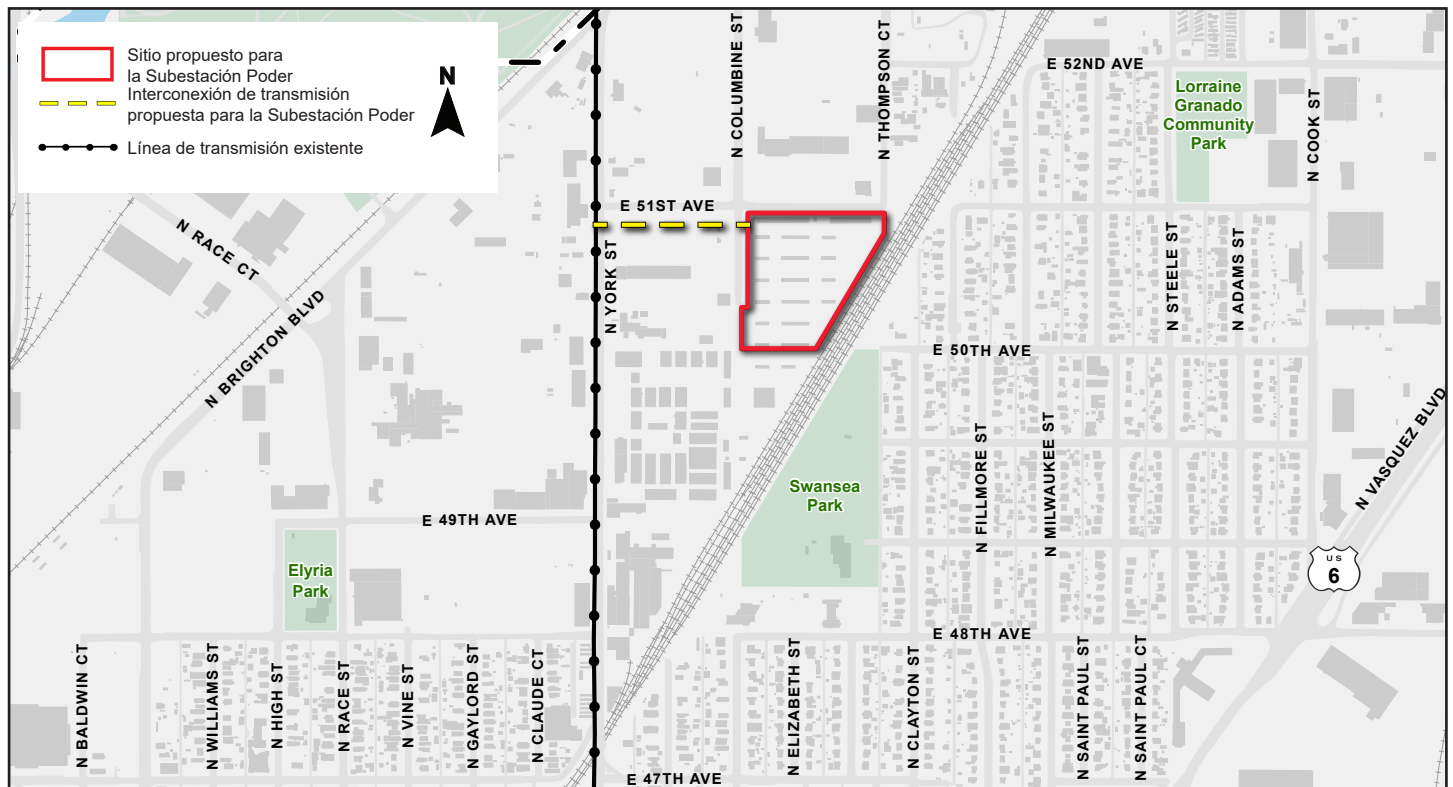 Sitio propuesto para
la Subestación Poder
Interconexión de transmisión
propuesta para la Subestación Poder
Línea de transmisión existente
N
N COLUMBINE ST
N THOMPSON CT
E 52ND AVE
Lorraine
Granado
Community
Park
N COOK ST
E 51ST AVE
N RACE CT
N BRIGHTON BLVD
N YORK ST
N STEELE ST
N ADAMS ST
E 50TH AVE
N VASQUEZ BLVD
N FILLMORE ST
N MILWAUKEE ST
Swansea
Park
E 49TH AVE
Elyria
Park
US
6
E 48TH AVE
N BALDWIN CT
N WILLIAMS ST
N HIGH ST
N RACE ST
N VINE ST
N GAYLORD ST
N CLAUDE CT
N ELIZABETH ST
N CLAYTON ST
N SAINT PAUL ST
N SAINT PAUL CT
E 47TH AVE